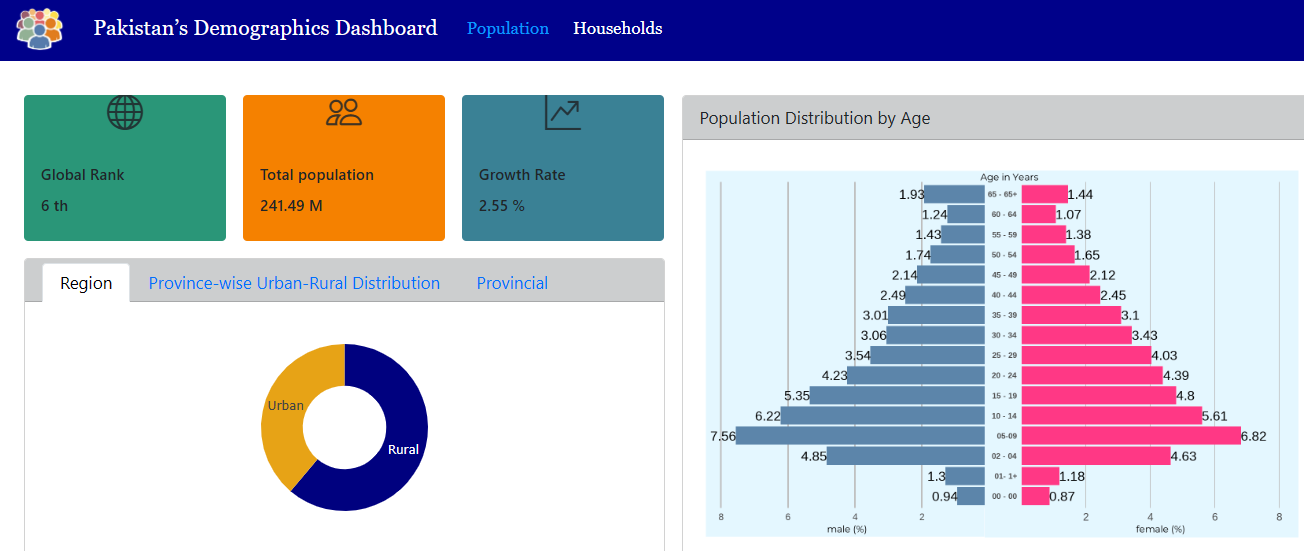 Pakistan’s Demographics Dashboard Population Households
Global Rank
6 th
Total population
241.49 M
Growth Rate
2.55 %
Region Province-wise Urban-Rural Distribution Provincial
Urban
Rural
Population Distribution by Age
Age in Years
1.93 65 - 65+ 1.44
1.24 60 - 64 1.07
1.43 55 - 59 1.38
1.74 50 - 54 1.65
2.14 45 - 49 2.12
2.49 40 - 44 2.45
3.01 35 - 39 3.1
3.06 30 - 34 3.43
3.54 25 - 29 4.03
4.23 20 - 24 4.39
5.35 15 - 19 4.8
6.22 10 - 14 5.61
7.56 05-09 6.82
4.85 02 - 04 4.63
1.3 01- 1+ 1.18
0.94 00 - 00 0.87
8 6 4 2 2 4 6 8
male (%) female (%)